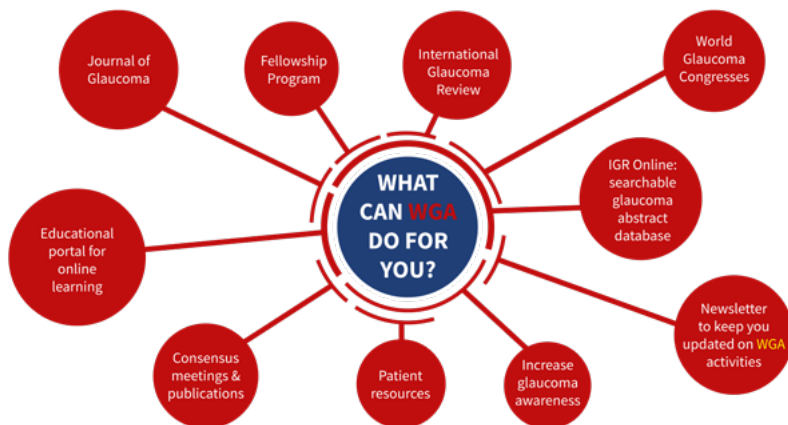 Journal of
Glaucoma
Fellowship
Program
International
Glaucoma
Review
World
Glaucoma
Congresses
WHAT
CAN WGA
DO FOR
YOU?
IGR Online:
searchable
glaucoma
abstract
database
Educational
portal for
online
learning
Newsletter
to keep you
updated on WGA
activities
Consensus
meetings &
publications
Patient
resources
Increase
glaucoma
awareness